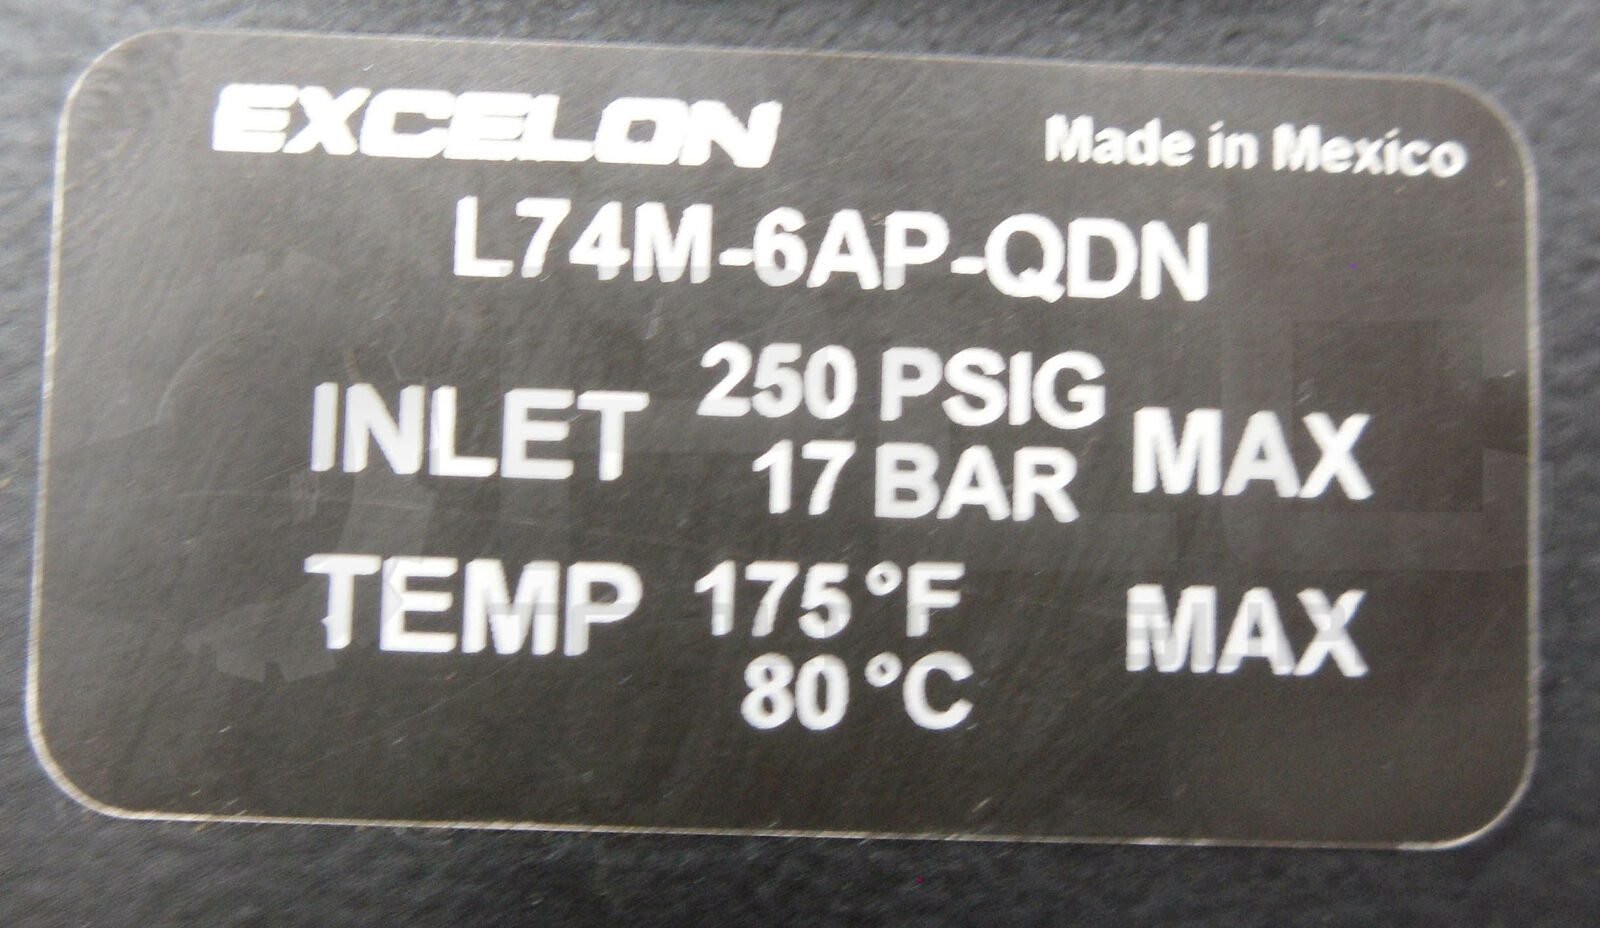 EXCELON Made in Mexico
L74M-6AP-QDN
INLET 250 PSIG MAX
17 BAR
TEMP 175 °F MAX
80 °C